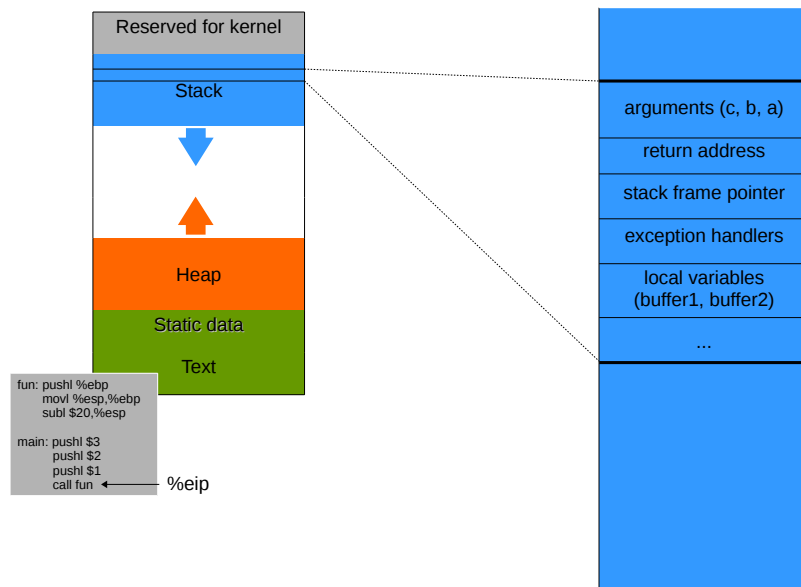 Reserved for kernel
Stack
Heap
Static data
Text
fun: pushl %ebp
movl %esp,%ebp
subl $20,%esp
main: pushl $3
pushl $2
pushl $1
call fun
%eip
arguments (c, b, a)
return address
stack frame pointer
exception handlers
local variables
(buffer1, buffer2)
...